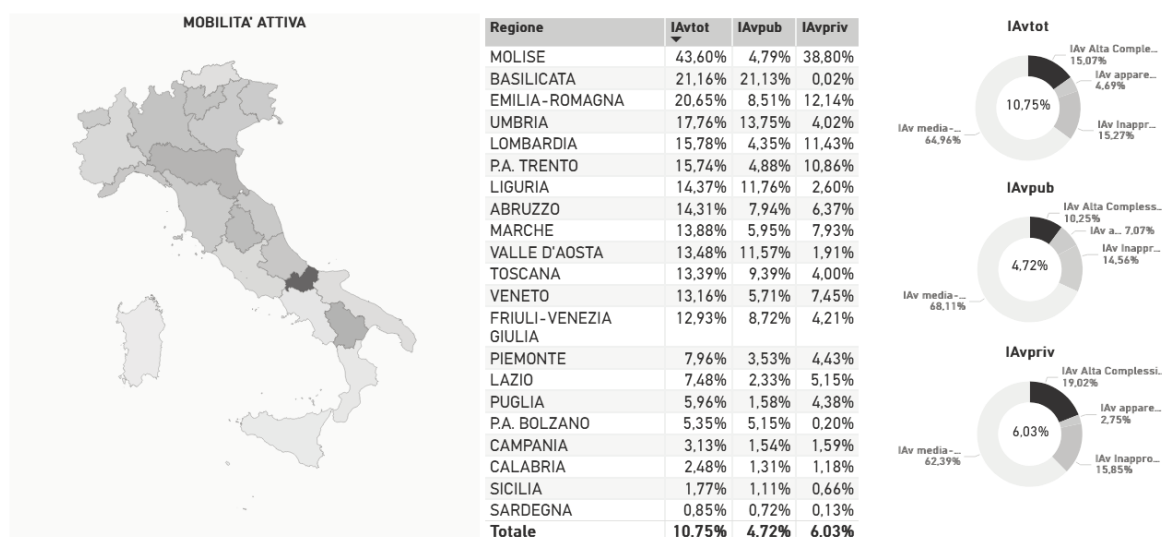 MOBILITA' ATTIVA
Regione IAvtot IAvpub IAvpriv
MOLISE 43,60% 4,79% 38,80%
BASILICATA 21,16% 21,13% 0,02%
EMILIA-ROMAGNA 20,65% 8,51% 12,14%
UMBRIA 17,76% 13,75% 4,02%
LOMBARDIA 15,78% 4,35% 11,43%
P.A. TRENTO 15,74% 4,88% 10,86%
LIGURIA 14,37% 11,76% 2,60%
ABRUZZO 14,31% 7,94% 6,37%
MARCHE 13,88% 5,95% 7,93%
VALLE D'AOSTA 13,48% 11,57% 1,91%
TOSCANA 13,39% 9,39% 4,00%
VENETO 13,16% 5,71% 7,45%
FRIULI-VENEZIA 12,93% 8,72% 4,21%
GIULIA
PIEMONTE 7,96% 3,53% 4,43%
LAZIO 7,48% 2,33% 5,15%
PUGLIA 5,96% 1,58% 4,38%
P.A. BOLZANO 5,35% 5,15% 0,20%
CAMPANIA 3,13% 1,54% 1,59%
CALABRIA 2,48% 1,31% 1,18%
SICILIA 1,77% 1,11% 0,66%
SARDEGNA 0,85% 0,72% 0,13%
Totale 10,75% 4,72% 6,03%
IAvtot
IAv Alta Comple...
15,07%
IAv appare...
4,69%
10,75%
IAv Inappr...
15,27%
IAv media-...
64,96%
IAvpub
IAv Alta Compless...
10,25%
IAv a... 7,07%
IAv Inappr...
14,56%
4,72%
IAv media-...
68,11%
IAvpriv
IAv Alta Complessi...
19,02%
IAv appare...
2,75%
6,03%
IAv Inappro...
15,85%
IAv media-...
62,39%